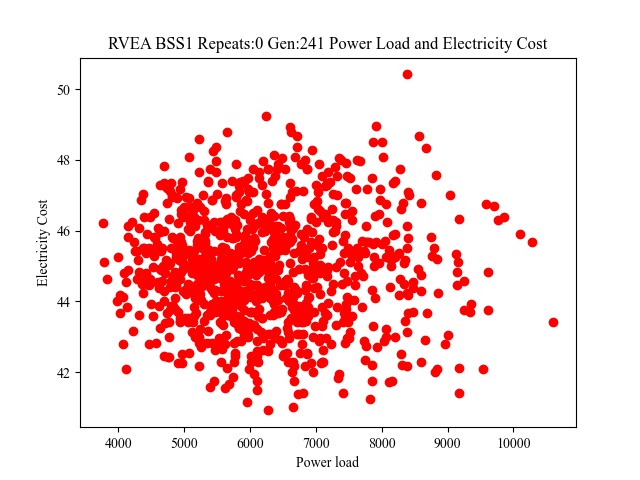 RVEA BSS1 Repeats:0 Gen:241 Power Load and Electricity Cost
50
48
46
44
42
Electricity Cost
4000 5000 6000 7000 8000 9000 10000
Power load